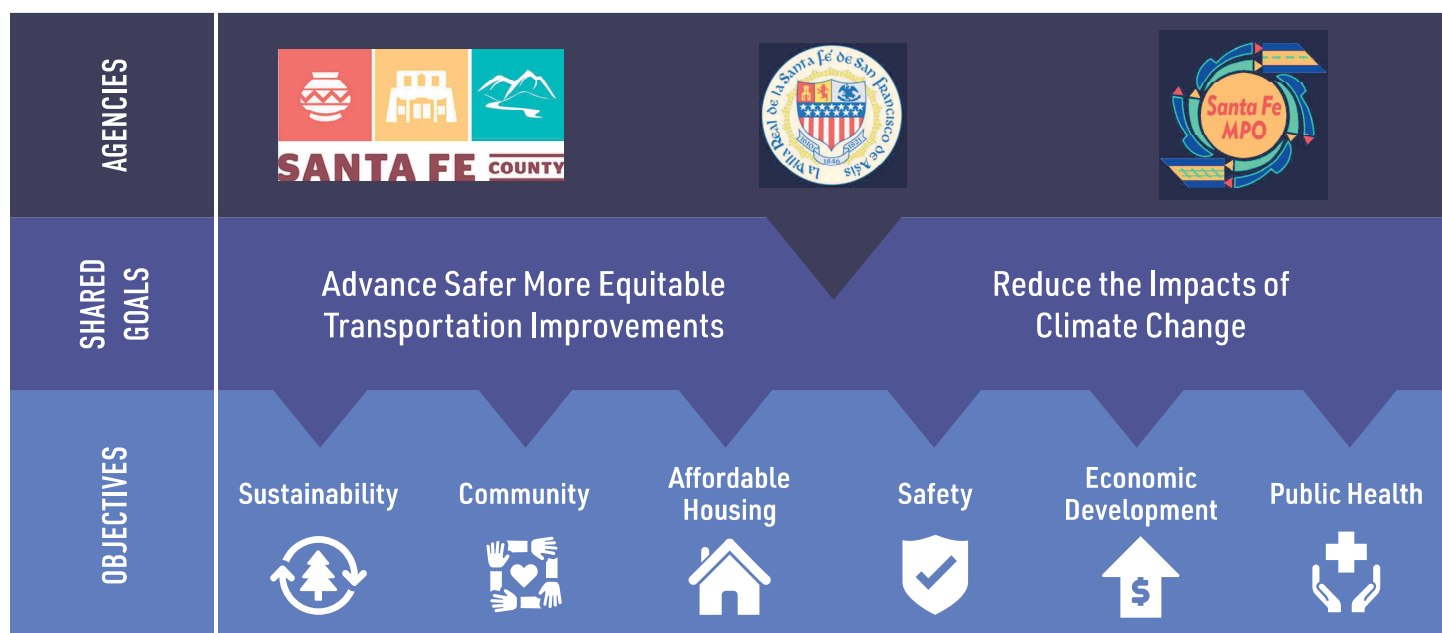 AGENCIES
SANTA FE COUNTY
La Villa Real de la Santa Fé de San Francisco de Asís
1610
1821
1846
Santa Fe
MPO
SHARED
GOALS
Advance Safer More Equitable
Transportation Improvements
Reduce the Impacts of
Climate Change
OBJECTIVES
Sustainability
Community
Affordable
Housing
Safety
Economic
Development
Public Health
$